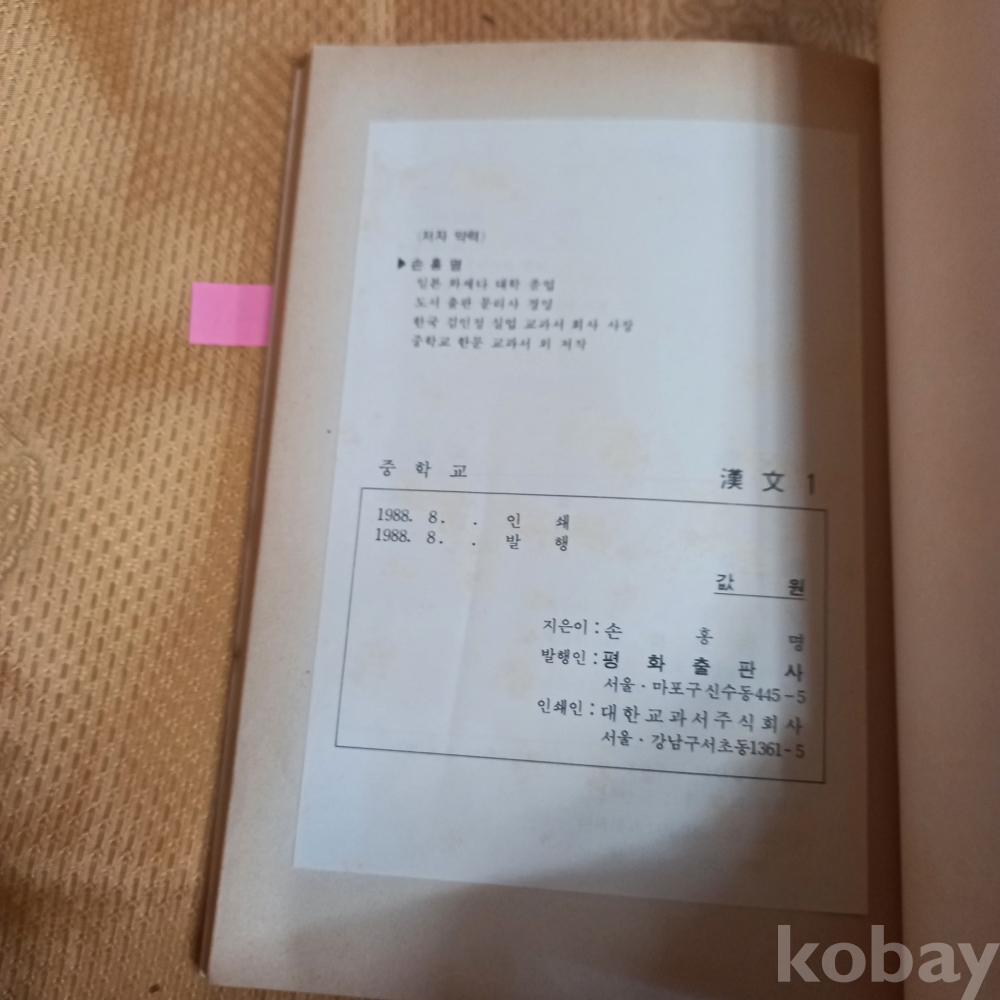 (저자 약력)
▶손홍명
일본 와세다 대학 졸업
도서 출판 문리사 경영
한국 검인정 실업 교과서 회사 사장
중학교 한문 교과서 외 저작
중 학 교 漢 文 1
1988. 8. . 인 쇄
1988. 8. . 발 행
값 원
지은이 : 손 홍 명
발행인 : 평 화 출 판 사
서울 · 마포구 신수동 445-5
인쇄인 : 대한교과서주식회사
서울 · 강남구서초동1361-5
kobay